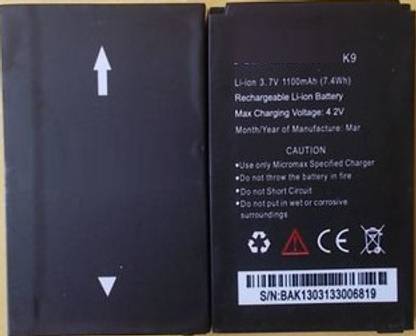 K9
Li-ion 3.7V 1100mAh (7.4Wh)
Rechargeable Li-ion Battery
Max Charging Voltage: 4 2V
Month/Year of Manufacture: Mar
CAUTION
•Use only Micromax Specified Charger
•Do not throw the battery in fire
•Do not Short Circuit
•Do not put in wet or corrosive
surroundings
S/N:BAK1303133006819